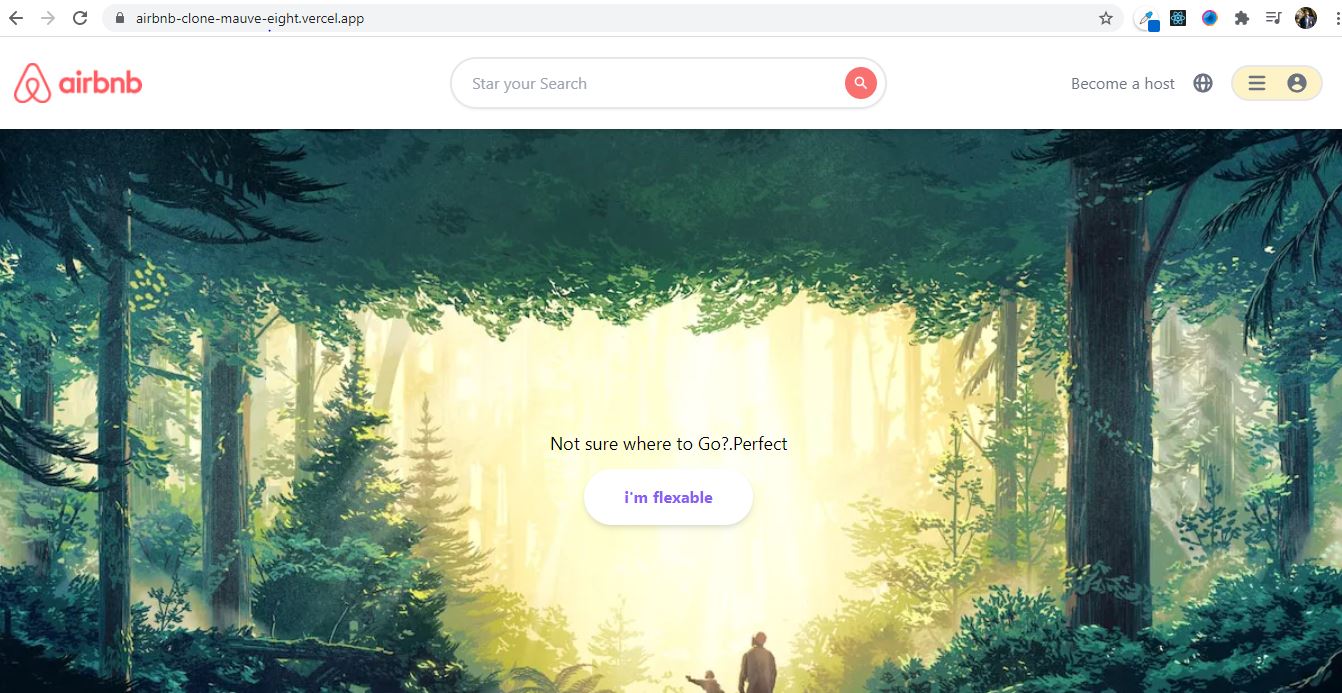 airbnb-clone-mauve-eight.vercel.app
airbnb
Star your Search
Become a host
Not sure where to Go?.Perfect
i'm flexable